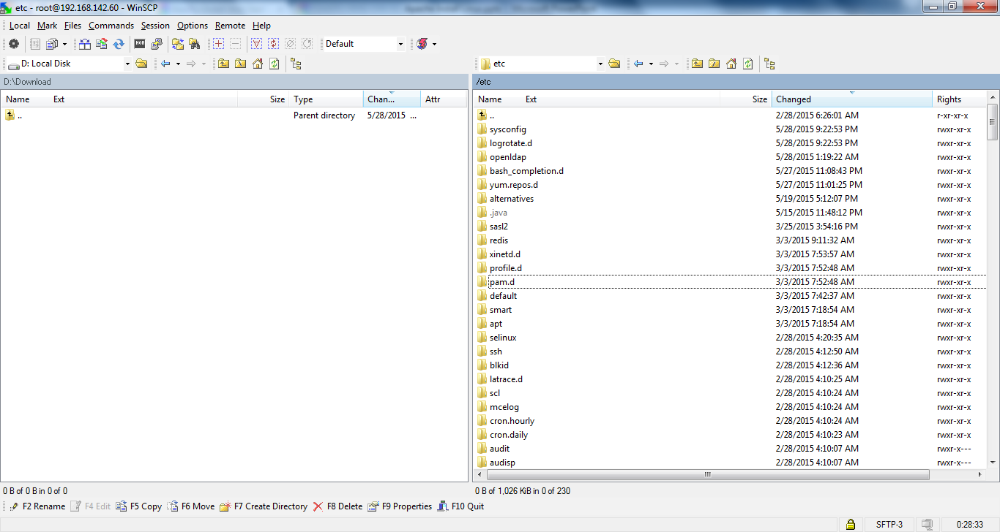 etc - root@192.168.142.60 - WinSCP
Local Mark Files Commands Session Options Remote Help
Default
D: Local Disk
etc
D:\Download
/etc
Name Ext Size Type Chan... Attr
.. Parent directory 5/28/2015 ...
Name Ext Size Changed Rights
.. 2/28/2015 6:26:01 AM r-xr-xr-x
sysconfig 5/28/2015 9:22:53 PM rwxr-xr-x
logrotate.d 5/28/2015 9:22:53 PM rwxr-xr-x
openldap 5/28/2015 1:19:22 AM rwxr-xr-x
bash_completion.d 5/27/2015 11:08:43 PM rwxr-xr-x
yum.repos.d 5/27/2015 11:01:25 PM rwxr-xr-x
alternatives 5/19/2015 5:12:07 PM rwxr-xr-x
.java 5/15/2015 11:48:12 PM rwxr-xr-x
sasl2 3/25/2015 3:54:16 PM rwxr-xr-x
redis 3/3/2015 9:11:32 AM rwxr-xr-x
xinetd.d 3/3/2015 7:53:57 AM rwxr-xr-x
profile.d 3/3/2015 7:52:48 AM rwxr-xr-x
pam.d 3/3/2015 7:52:48 AM rwxr-xr-x
default 3/3/2015 7:42:37 AM rwxr-xr-x
smart 3/3/2015 7:18:54 AM rwxr-xr-x
apt 3/3/2015 7:18:54 AM rwxr-xr-x
selinux 2/28/2015 4:20:35 AM rwxr-xr-x
ssh 2/28/2015 4:12:50 AM rwxr-xr-x
blkid 2/28/2015 4:12:36 AM rwxr-xr-x
latrace.d 2/28/2015 4:10:25 AM rwxr-xr-x
scl 2/28/2015 4:10:24 AM rwxr-xr-x
mcelog 2/28/2015 4:10:24 AM rwxr-xr-x
cron.hourly 2/28/2015 4:10:24 AM rwxr-xr-x
cron.daily 2/28/2015 4:10:23 AM rwxr-xr-x
audit 2/28/2015 4:10:07 AM rwxr-x---
audisp 2/28/2015 4:10:07 AM rwxr-x---
0 B of 0 B in 0 of 0
0 B of 1,026 KiB in 0 of 230
F2 Rename F4 Edit F5 Copy F6 Move F7 Create Directory F8 Delete F9 Properties F10 Quit
SFTP-3 0:28:33